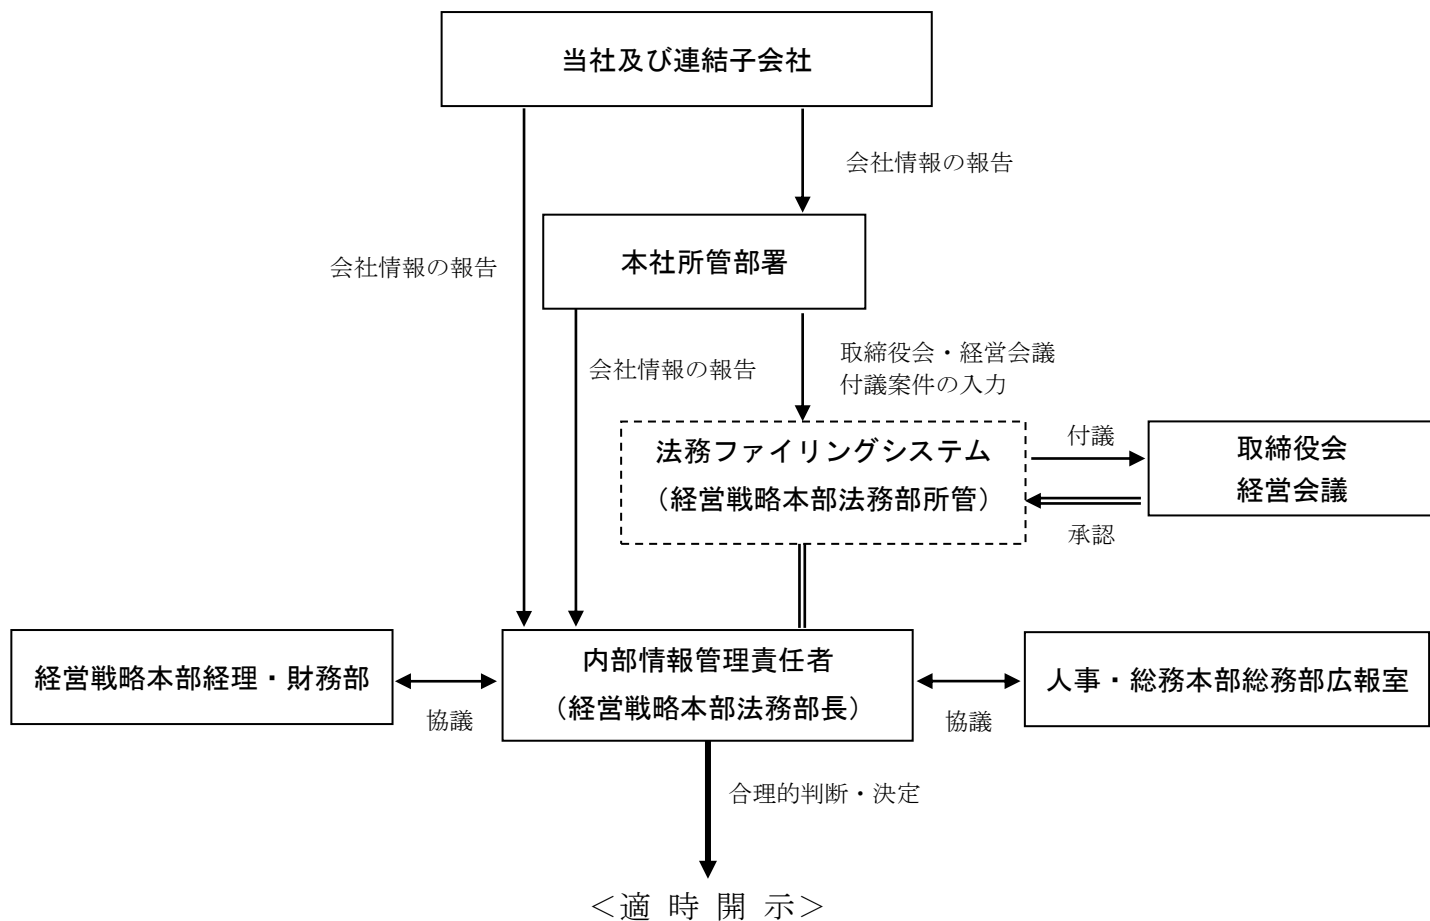 当社及び連結子会社
会社情報の報告
本社所管部署
会社情報の報告
取締役会・経営会議
付議案件の入力
会社情報の報告
法務ファイリングシステム
（経営戦略本部法務部所管）
付議
取締役会
経営会議
承認
経営戦略本部経理・財務部
協議
内部情報管理責任者
（経営戦略本部法務部長）
協議
人事・総務本部総務部広報室
合理的判断・決定
＜適 時 開 示＞